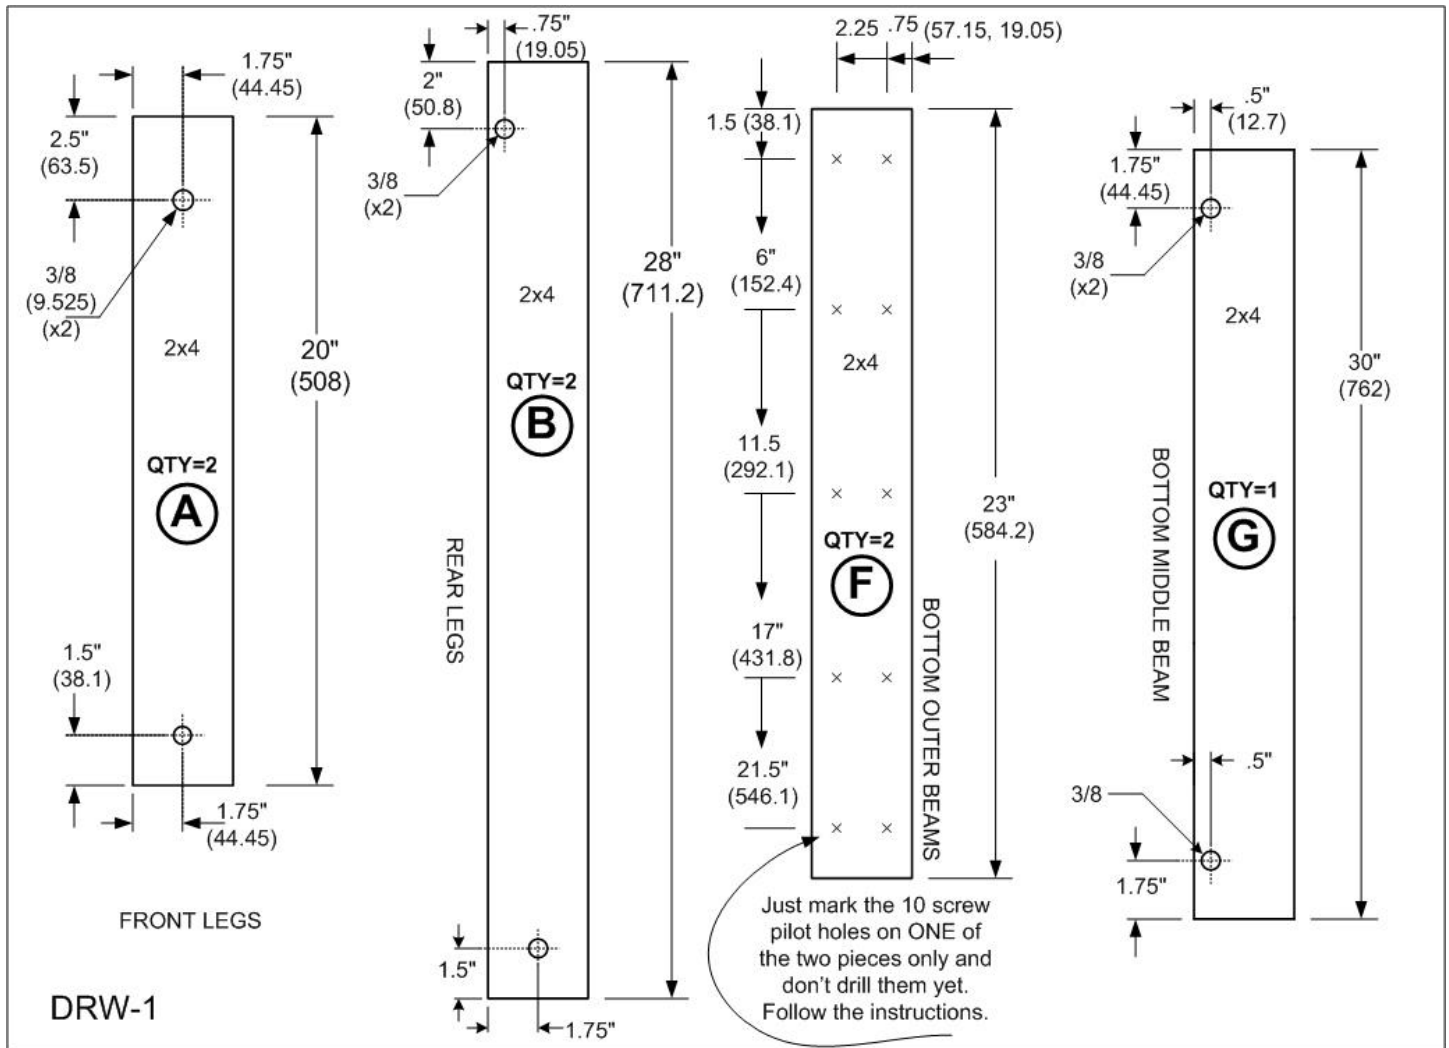 1.75"
(44.45)
2.5"
(63.5)
3/8
(9.525)
(x2)
2x4
20"
(508)
QTY=2
A
1.5"
(38.1)
1.75"
(44.45)
FRONT LEGS
DRW-1
.75"
(19.05)
2"
(50.8)
3/8
(x2)
2x4
28"
(711.2)
QTY=2
B
REAR LEGS
1.5"
1.75"
2.25 .75 (57.15, 19.05)
1.5 (38.1)
6"
(152.4)
2x4
11.5
(292.1)
23"
(584.2)
QTY=2
F
17"
(431.8)
BOTTOM OUTER BEAMS
21.5"
(546.1)
Just mark the 10 screw
pilot holes on ONE of
the two pieces only and
don't drill them yet.
Follow the instructions.
.5"
(12.7)
1.75"
(44.45)
3/8
(x2)
2x4
30"
(762)
BOTTOM MIDDLE BEAM
QTY=1
G
.5"
3/8
1.75"